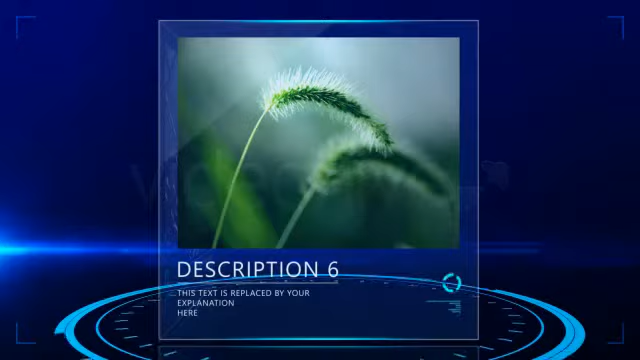 DESCRIPTION 6
THIS TEXT IS REPLACED BY YOUR
EXPLANATION
HERE